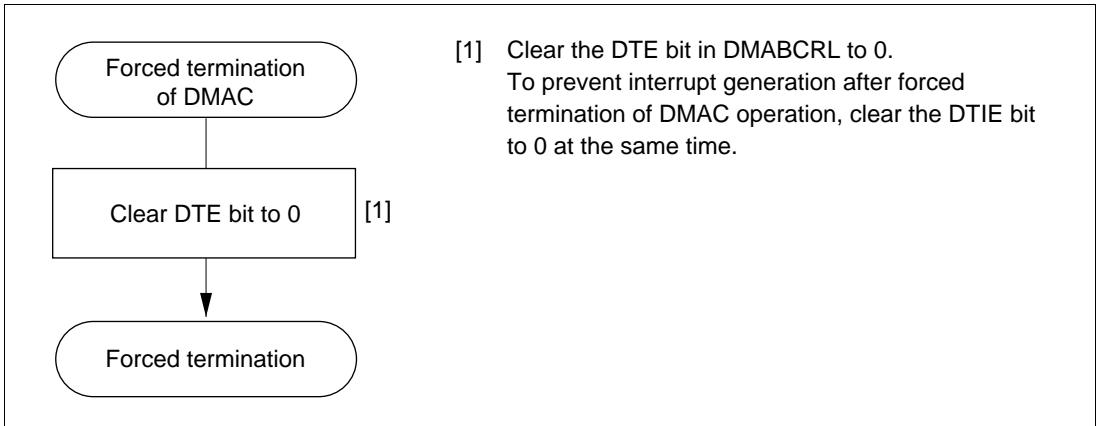 Forced termination
of DMAC
Clear DTE bit to 0
[1]
Forced termination
[1] Clear the DTE bit in DMABCRL to 0.
To prevent interrupt generation after forced
termination of DMAC operation, clear the DTIE bit
to 0 at the same time.